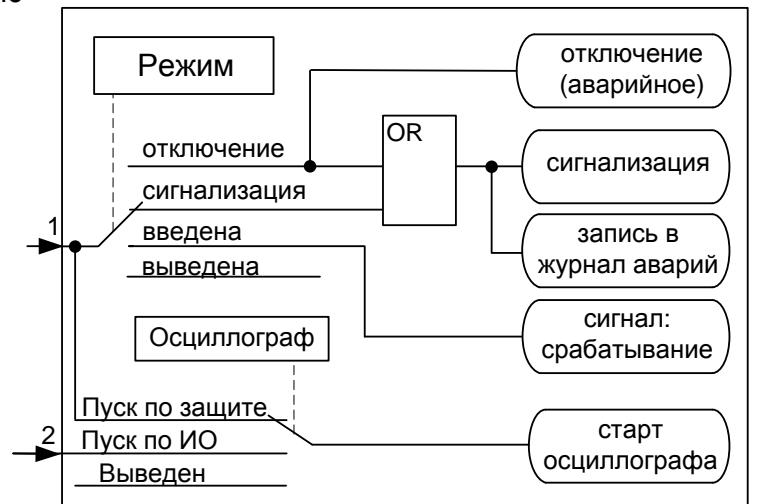 Режим
отключение
(аварийное)
OR
отключение
сигнализация
сигнализация
1
введена
запись в
журнал аварий
выведена
сигнал:
срабатывание
Осциллограф
Пуск по защите
2
Пуск по ИО
старт
осциллографа
Выведен